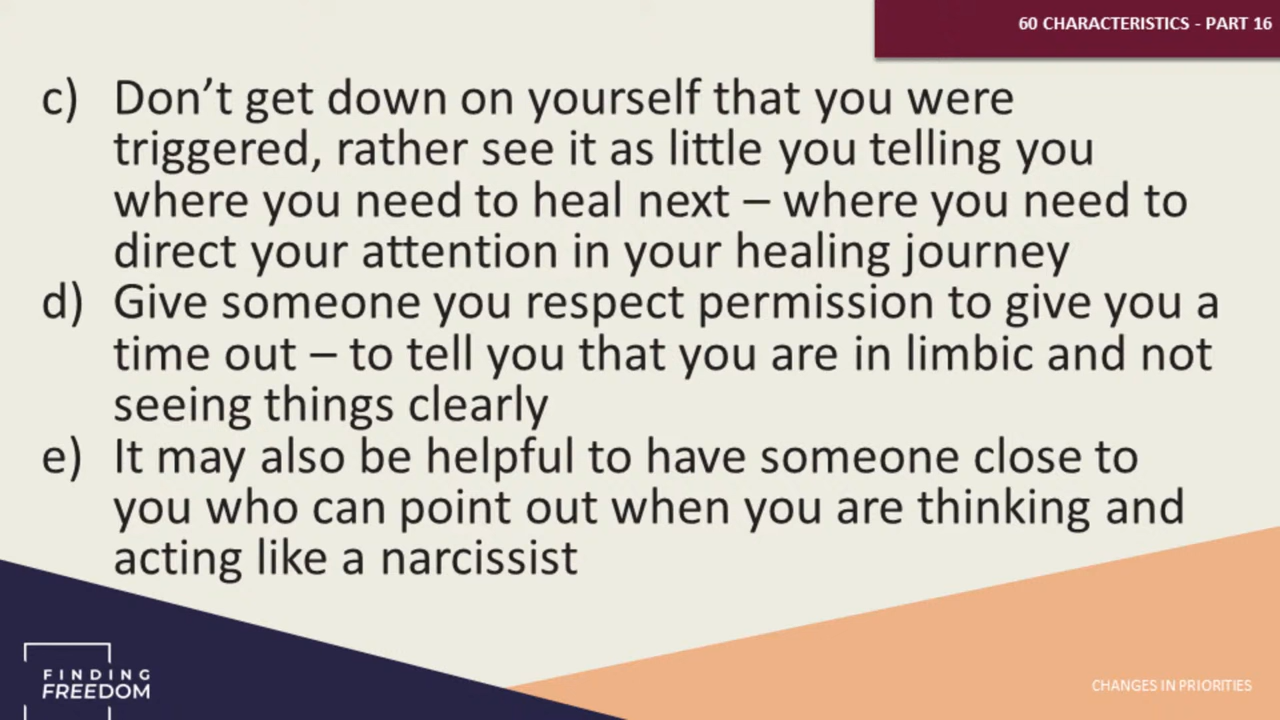 60 CHARACTERISTICS - PART 16
c) Don’t get down on yourself that you were
triggered, rather see it as little you telling you
where you need to heal next – where you need to
direct your attention in your healing journey
d) Give someone you respect permission to give you a
time out – to tell you that you are in limbic and not
seeing things clearly
e) It may also be helpful to have someone close to
you who can point out when you are thinking and
acting like a narcissist
FINDING
FREEDOM
CHANGES IN PRIORITIES